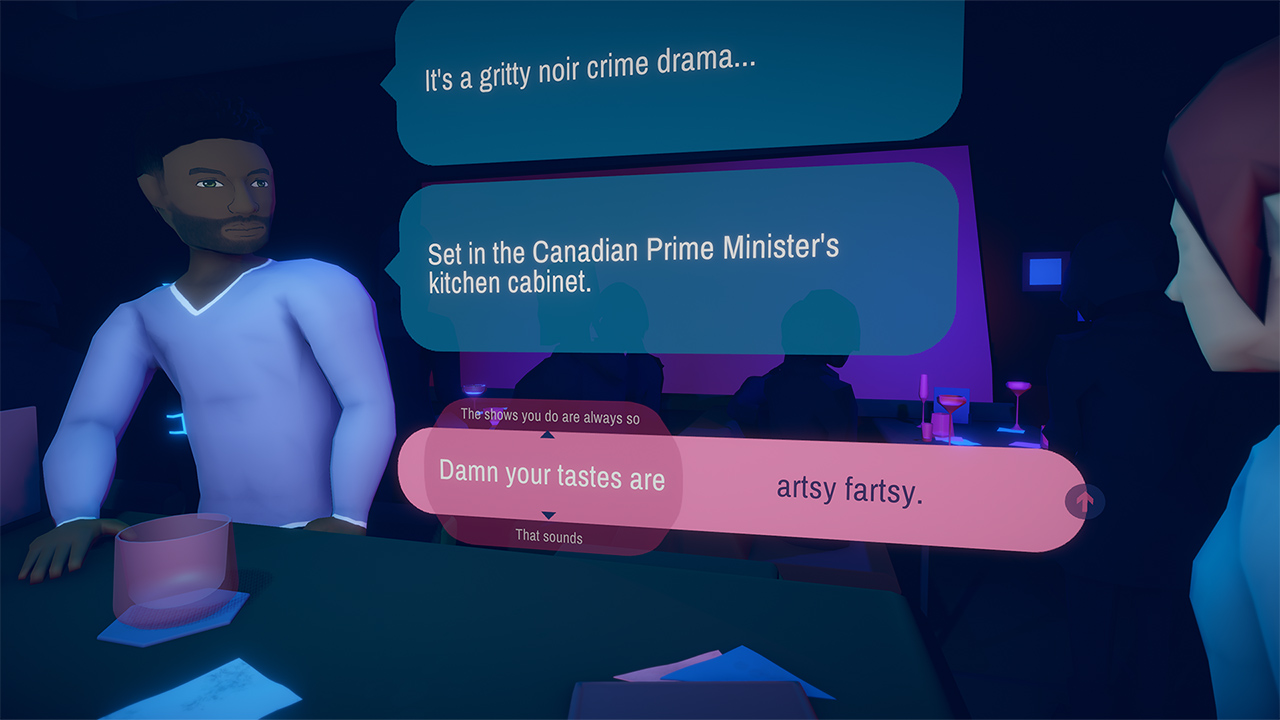 It's a gritty noir crime drama...
Set in the Canadian Prime Minister's
kitchen cabinet.
The shows you do are always so
Damn your tastes are artsy fartsy.
That sounds